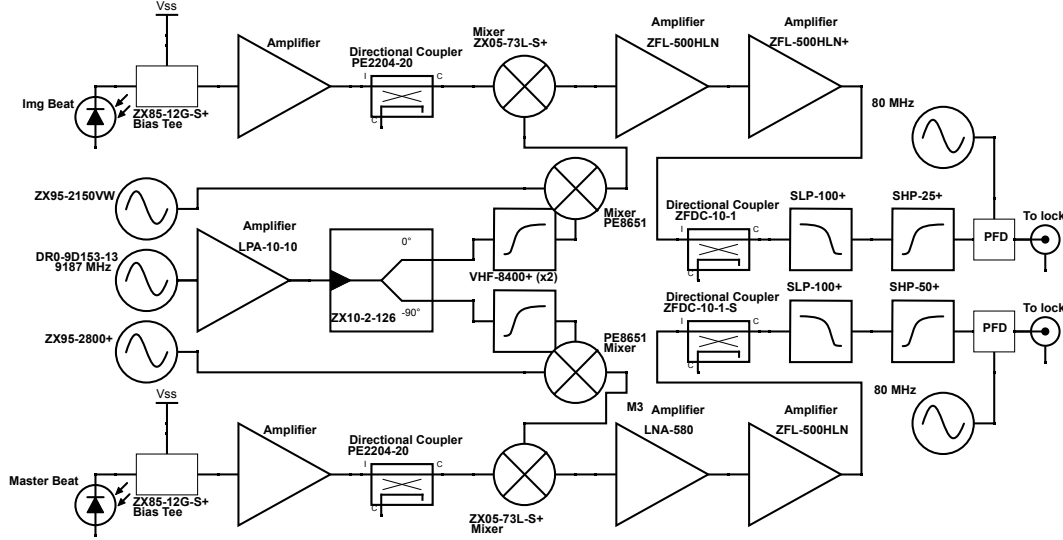 Vss
Img Beat
ZX85-12G-S+
Bias Tee
Amplifier
Directional Coupler
PE2204-20
I
C
C
Mixer
ZX05-73L-S+
Amplifier
ZFL-500HLN
Amplifier
ZFL-500HLN+
80 MHz
ZX95-2150VW
Mixer
PE8651
DR0-9D153-13
9187 MHz
Amplifier
LPA-10-10
0°
-90°
ZX10-2-126
VHF-8400+ (x2)
Directional Coupler
ZFDC-10-1
I
C
C
SLP-100+
SHP-25+
PFD
To lock
ZX95-2800+
PE8651
Mixer
Directional Coupler
ZFDC-10-1-S
I
C
C
SLP-100+
SHP-50+
PFD
To lock
80 MHz
Vss
Master Beat
ZX85-12G-S+
Bias Tee
Amplifier
Directional Coupler
PE2204-20
I
C
C
ZX05-73L-S+
Mixer
M3
Amplifier
LNA-580
Amplifier
ZFL-500HLN